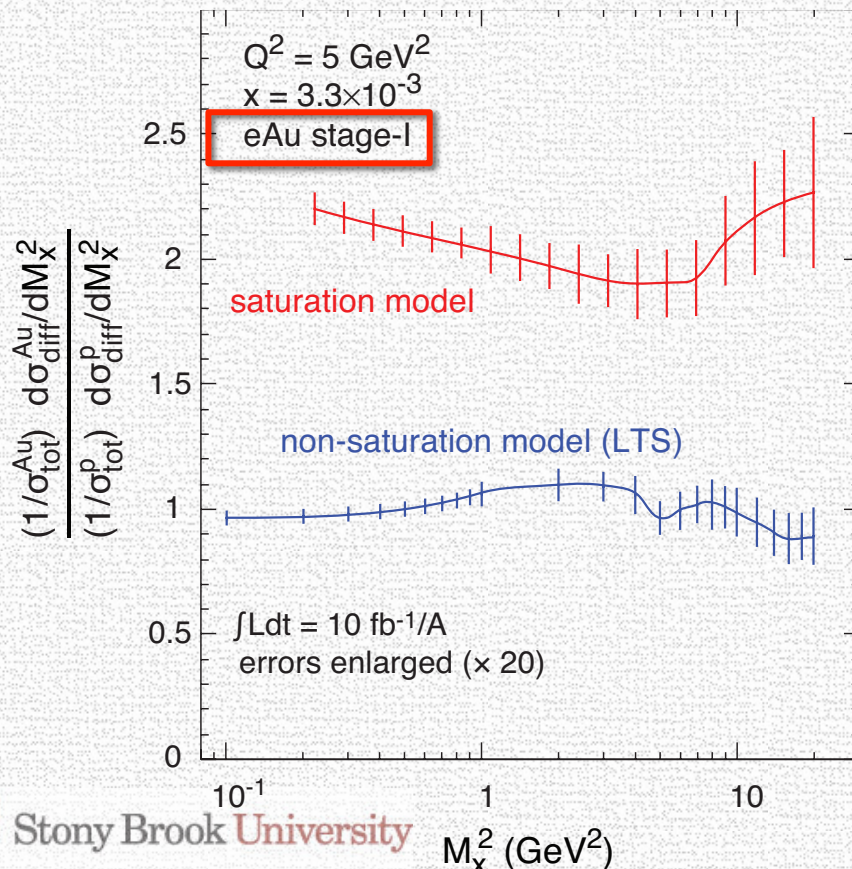 Q² = 5 GeV²
x = 3.3×10⁻³
eAu stage-I
2.5
2
saturation model
1.5
non-saturation model (LTS)
1
0.5
∫Ldt = 10 fb⁻¹/A
errors enlarged (× 20)
0
(1/σ_tot^Au) dσ_diff^Au/dM_x²
(1/σ_tot^p) dσ_diff^p/dM_x²
10⁻¹ 1 10
Stony Brook University
M_x² (GeV²)